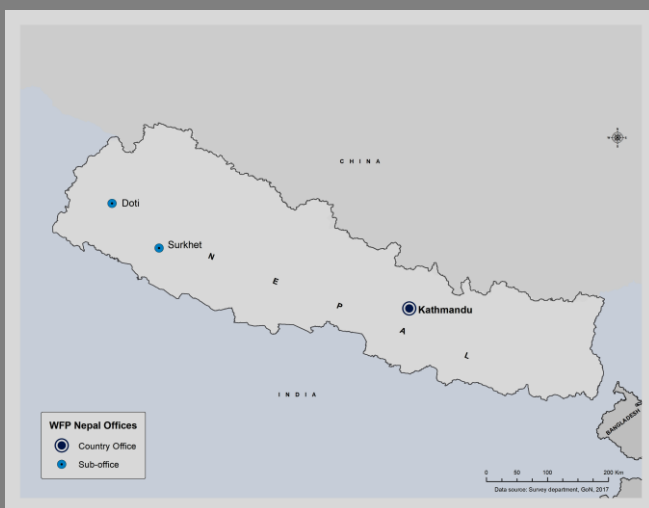 CHINA
Doti
Surkhet
NEPAL
Kathmandu
INDIA
BANGLADESH
WFP Nepal Offices
Country Office
Sub-office
0 50 100 200 Km
Data source: Survey department, GoN, 2017